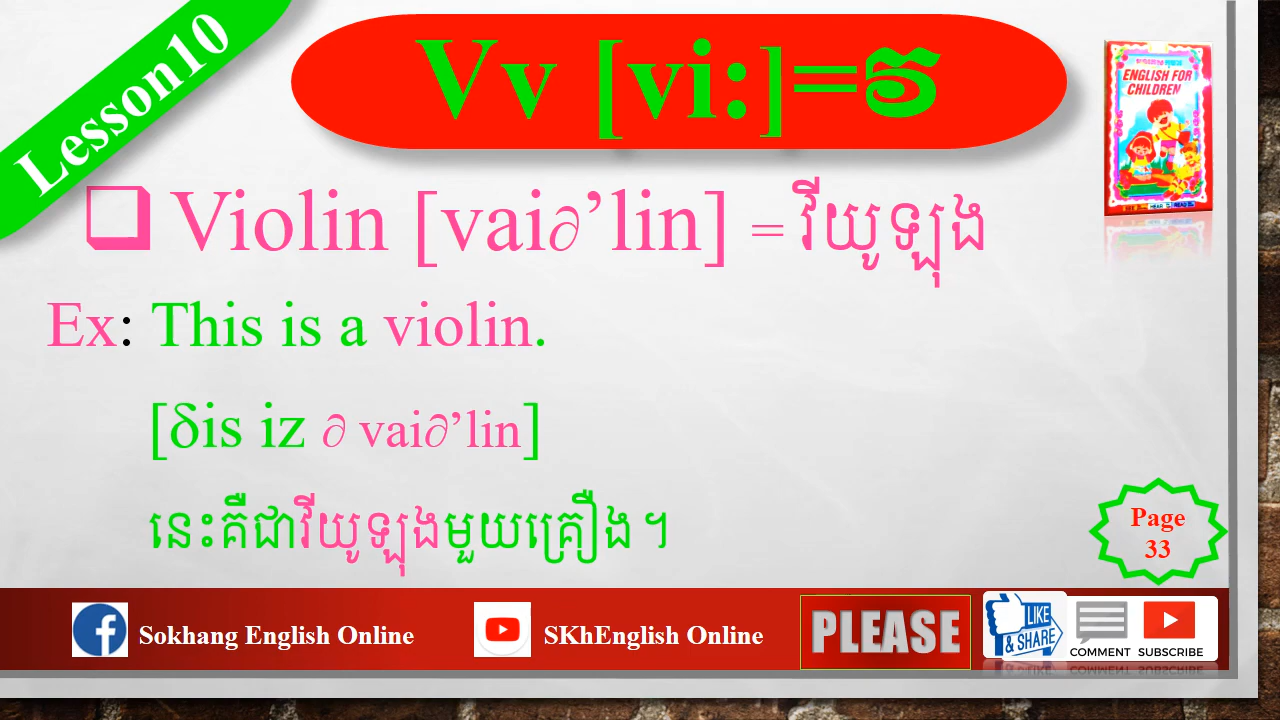 Lesson10
Vv [vi:]=វី
ENGLISH FOR
CHILDREN
❑ Violin [vai∂’lin] = វីយូឡុង
Ex: This is a violin.
[δis iz ∂ vai∂’lin]
នេះគឺជាវីយូឡុងមួយគ្រឿង។
Page
33
Sokhang English Online
SKhEnglish Online
PLEASE
LIKE
& SHARE
COMMENT
SUBSCRIBE